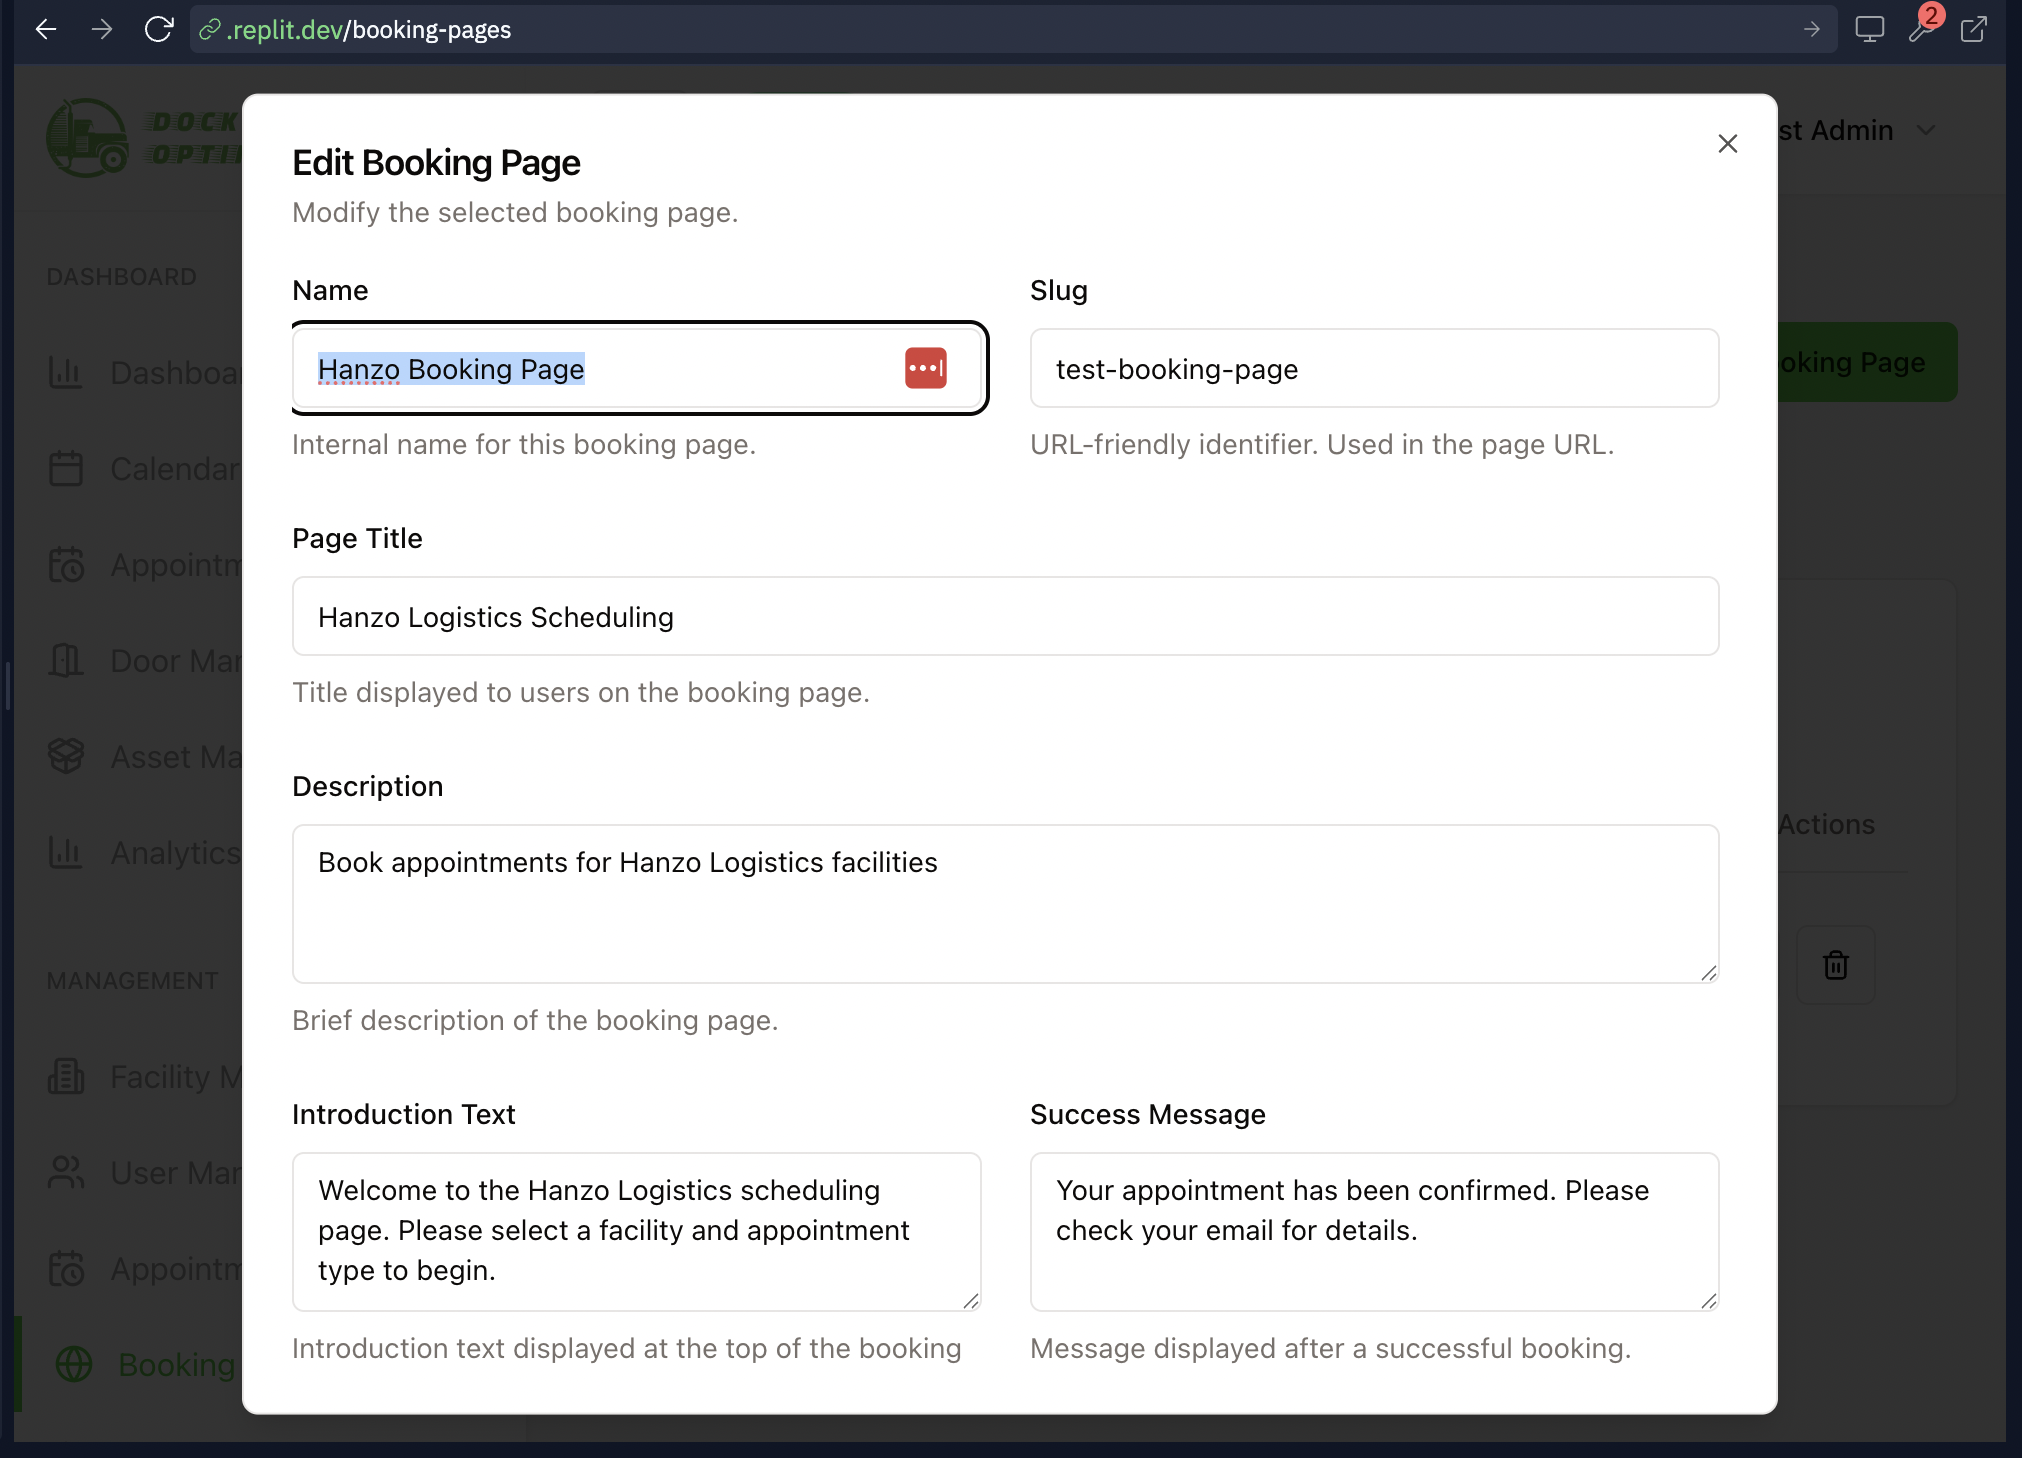 .replit.dev/booking-pages
2
DOCK
OPTI
st Admin
Edit Booking Page
Modify the selected booking page.
DASHBOARD
Name
Slug
Dashboa
Hanzo Booking Page
test-booking-page
oking Page
Calendar
Internal name for this booking page.
URL-friendly identifier. Used in the page URL.
Page Title
Appointm
Hanzo Logistics Scheduling
Door Man
Title displayed to users on the booking page.
Asset Ma
Description
Actions
Analytics
Book appointments for Hanzo Logistics facilities
MANAGEMENT
Brief description of the booking page.
Facility M
Introduction Text
Success Message
User Man
Welcome to the Hanzo Logistics scheduling
page. Please select a facility and appointment
type to begin.
Your appointment has been confirmed. Please
check your email for details.
Appointm
Introduction text displayed at the top of the booking
Message displayed after a successful booking.
Booking